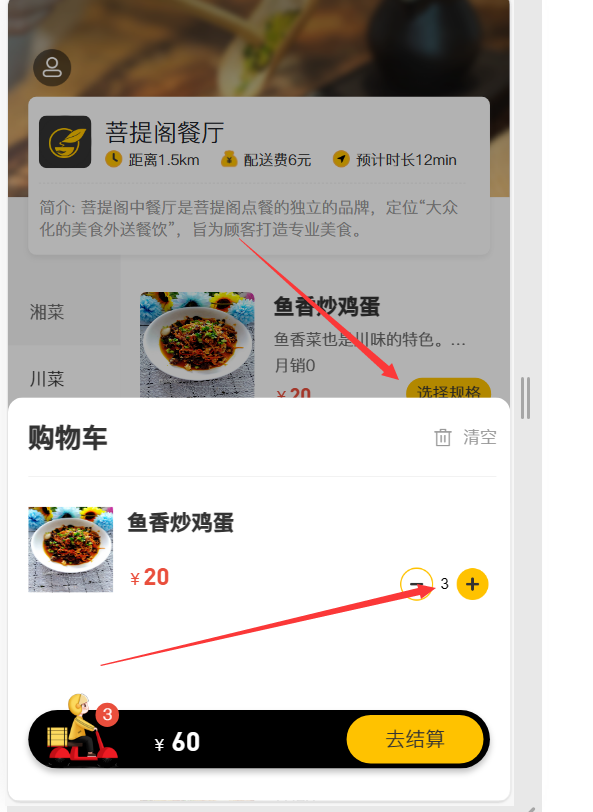 菩提阁餐厅
距离1.5km 配送费6元 预计时长12min
简介: 菩提阁中餐厅是菩提阁点餐的独立的品牌，定位“大众
化的美食外送餐饮”，旨为顾客打造专业美食。
湘菜
川菜
鱼香炒鸡蛋
鱼香菜也是川味的特色。...
月销0
¥20
选择规格
购物车
清空
鱼香炒鸡蛋
¥20
3
3
¥ 60
去结算